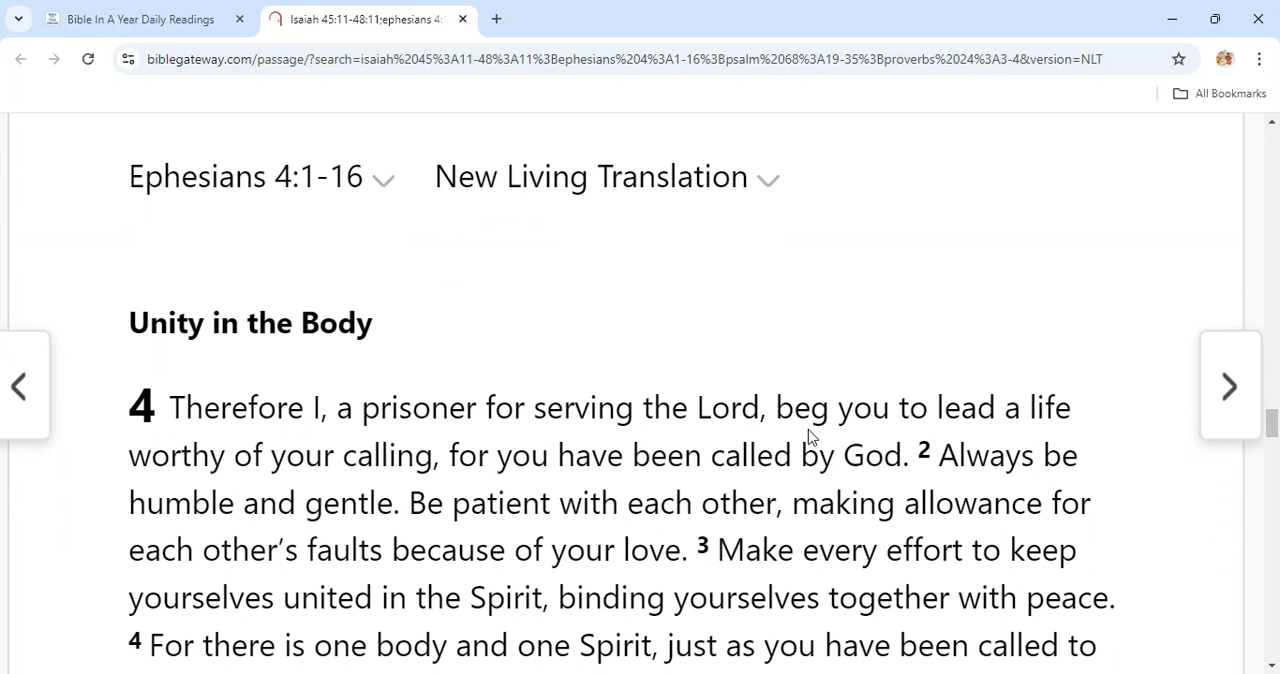 Bible In A Year Daily Readings
Isaiah 45:11-48:11;ephesians 4:
biblegateway.com/passage/?search=isaiah%2045%3A11-48%3A11%3Bephesians%204%3A1-16%3Bpsalm%2068%3A19-35%3Bproverbs%2024%3A3-4&version=NLT
All Bookmarks
Ephesians 4:1-16 New Living Translation
Unity in the Body
4 Therefore I, a prisoner for serving the Lord, beg you to lead a life
worthy of your calling, for you have been called by God. 2 Always be
humble and gentle. Be patient with each other, making allowance for
each other’s faults because of your love. 3 Make every effort to keep
yourselves united in the Spirit, binding yourselves together with peace.
4 For there is one body and one Spirit, just as you have been called to